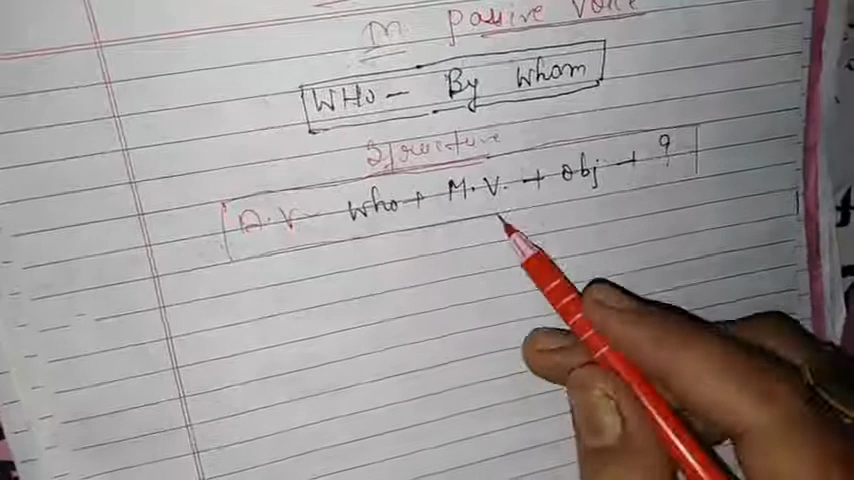 m Passive Voice
WHO - By whom
Structure
A.V - who + M.V. + obj + ?